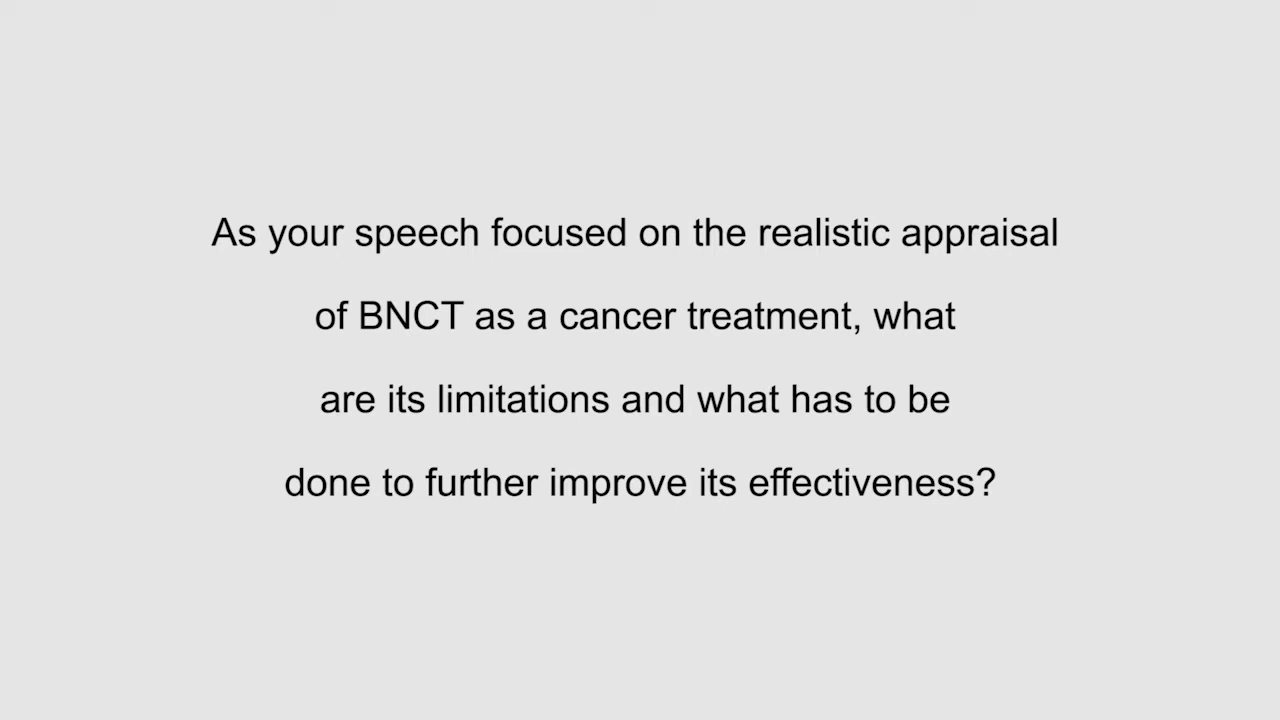 As your speech focused on the realistic appraisal
of BNCT as a cancer treatment, what
are its limitations and what has to be
done to further improve its effectiveness?